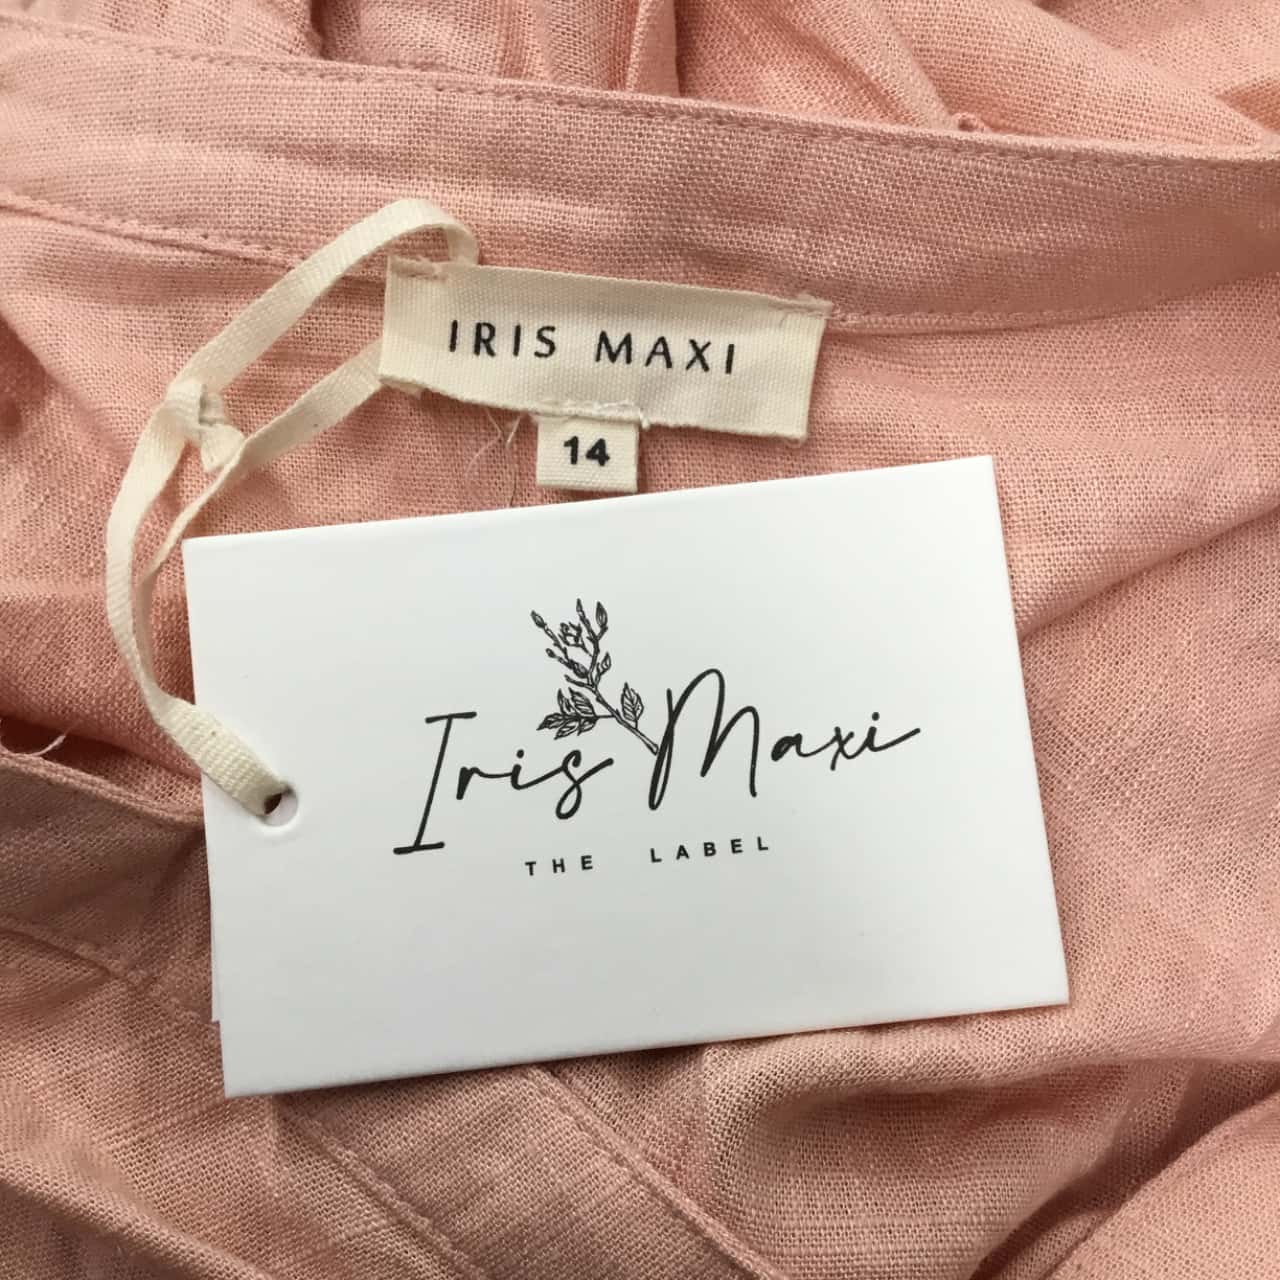 IRIS MAXI
14
Iris Maxi
THE LABEL